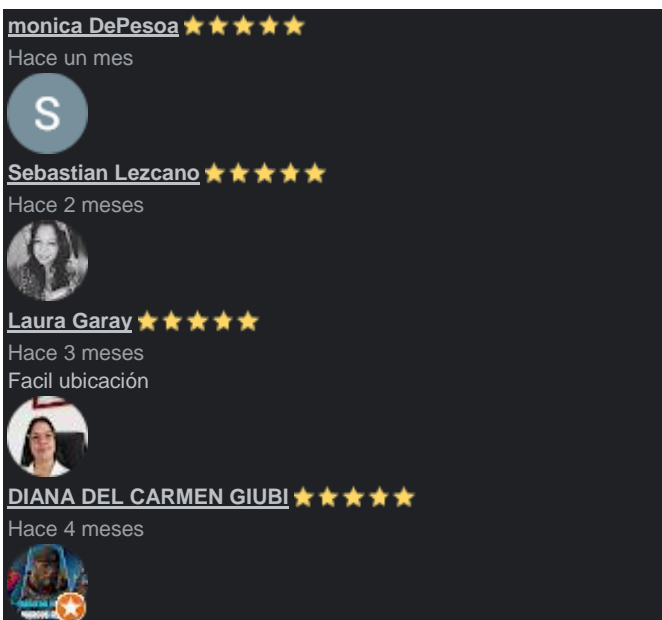 monica DePesoa
Hace un mes
S
Sebastian Lezcano
Hace 2 meses
Laura Garay
Hace 3 meses
Facil ubicación
DIANA DEL CARMEN GIUBI
Hace 4 meses